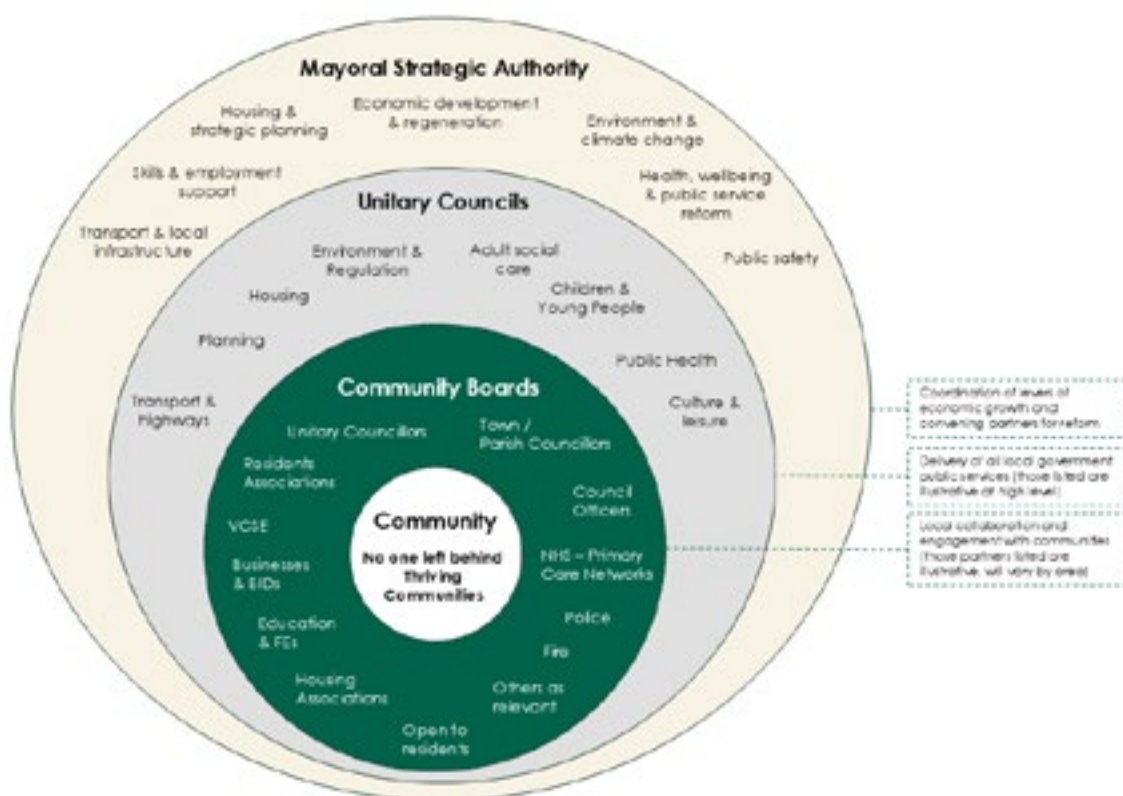 Mayoral Strategic Authority
Housing &
strategic planning
Economic development
& regeneration
Environment &
climate change
Skills & employment
support
Health, wellbeing
& public service
reform
Transport & local
infrastructure
Public safety
Unitary Councils
Environment &
Regulation
Adult social
care
Housing
Children &
Young People
Planning
Public Health
Transport &
Highways
Culture &
leisure
Community Boards
Unitary Councillors
Town /
Parish Councillors
Residents
Associations
Council
Officers
VCSE
NHS – Primary
Care Networks
Businesses
& BIDs
Police
Education
& FEs
Fire
Housing
Associations
Others as
relevant
Open to
residents
Community
No one left behind
Thriving
Communities
Coordination of levers of
economic growth and
convening partners for reform
Delivery of all local government
public services (those listed are
illustrative at high level)
Local collaboration and
engagement with communities
(those partners listed are
illustrative, will vary by area)